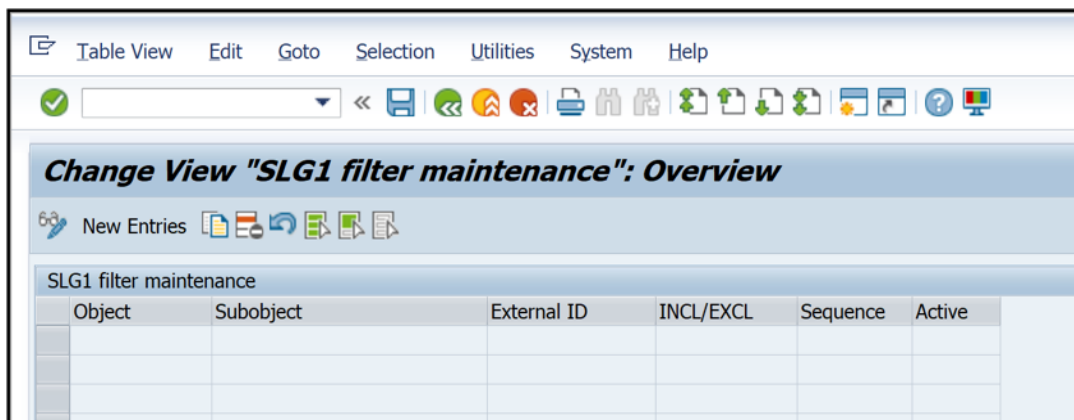 Table View Edit Goto Selection Utilities System Help
Change View "SLG1 filter maintenance": Overview
New Entries
SLG1 filter maintenance
Object Subobject External ID INCL/EXCL Sequence Active